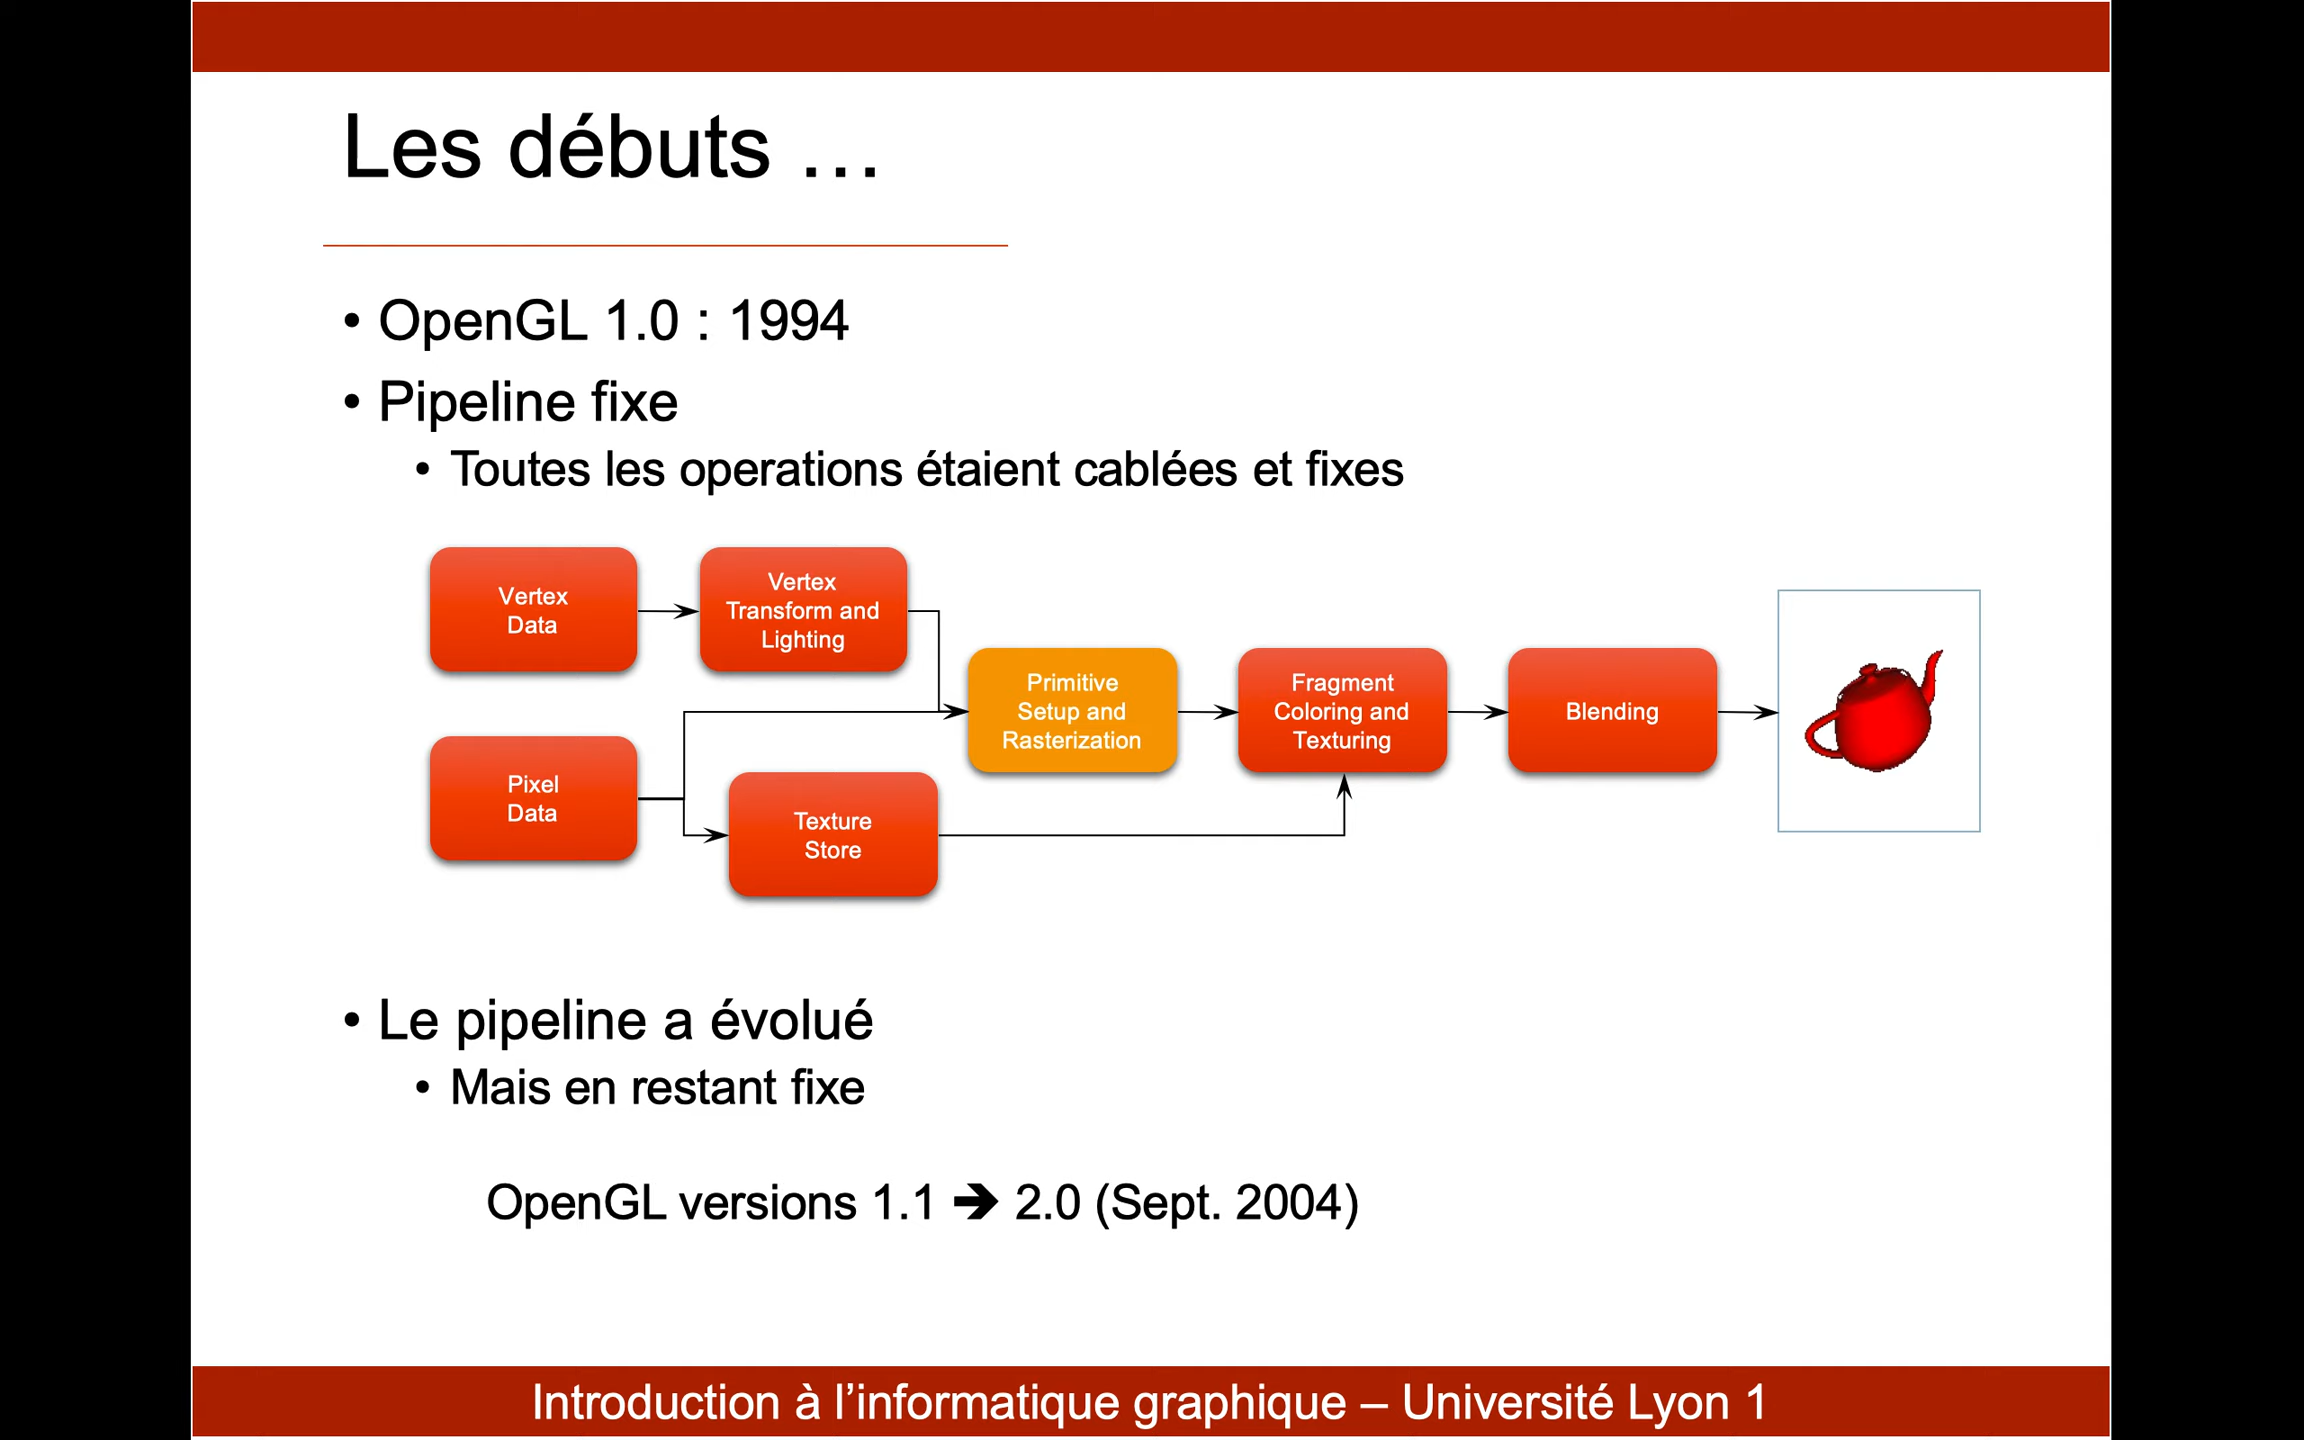 Les débuts …
• OpenGL 1.0 : 1994
• Pipeline fixe
• Toutes les operations étaient cablées et fixes
Vertex
Data
Vertex
Transform and
Lighting
Primitive
Setup and
Rasterization
Fragment
Coloring and
Texturing
Blending
Pixel
Data
Texture
Store
• Le pipeline a évolué
• Mais en restant fixe
OpenGL versions 1.1 ➔ 2.0 (Sept. 2004)
Introduction à l’informatique graphique – Université Lyon 1